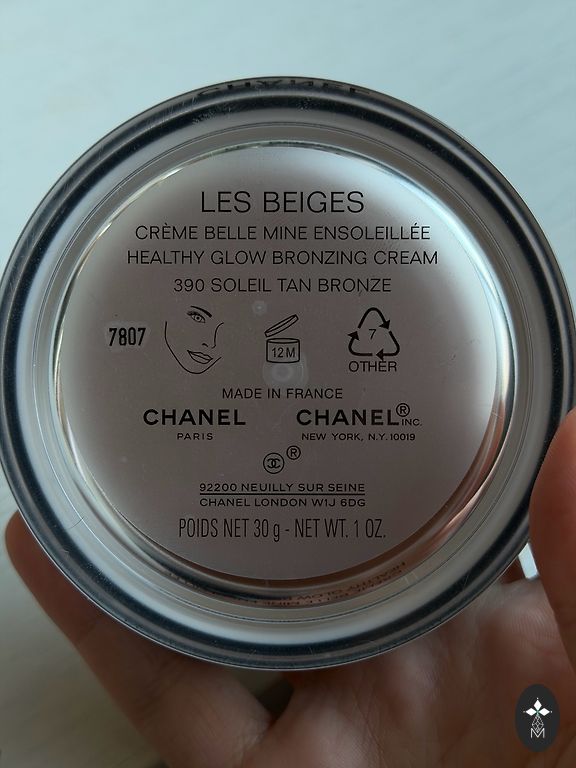 LES BEIGES
CRÈME BELLE MINE ENSOLEILLÉE
HEALTHY GLOW BRONZING CREAM
390 SOLEIL TAN BRONZE
7807
12 M
7
OTHER
MADE IN FRANCE
CHANEL CHANEL® INC.
PARIS NEW YORK, N.Y. 10019
®
92200 NEUILLY SUR SEINE
CHANEL LONDON W1J 6DG
POIDS NET 30 g - NET WT. 1 OZ.
M